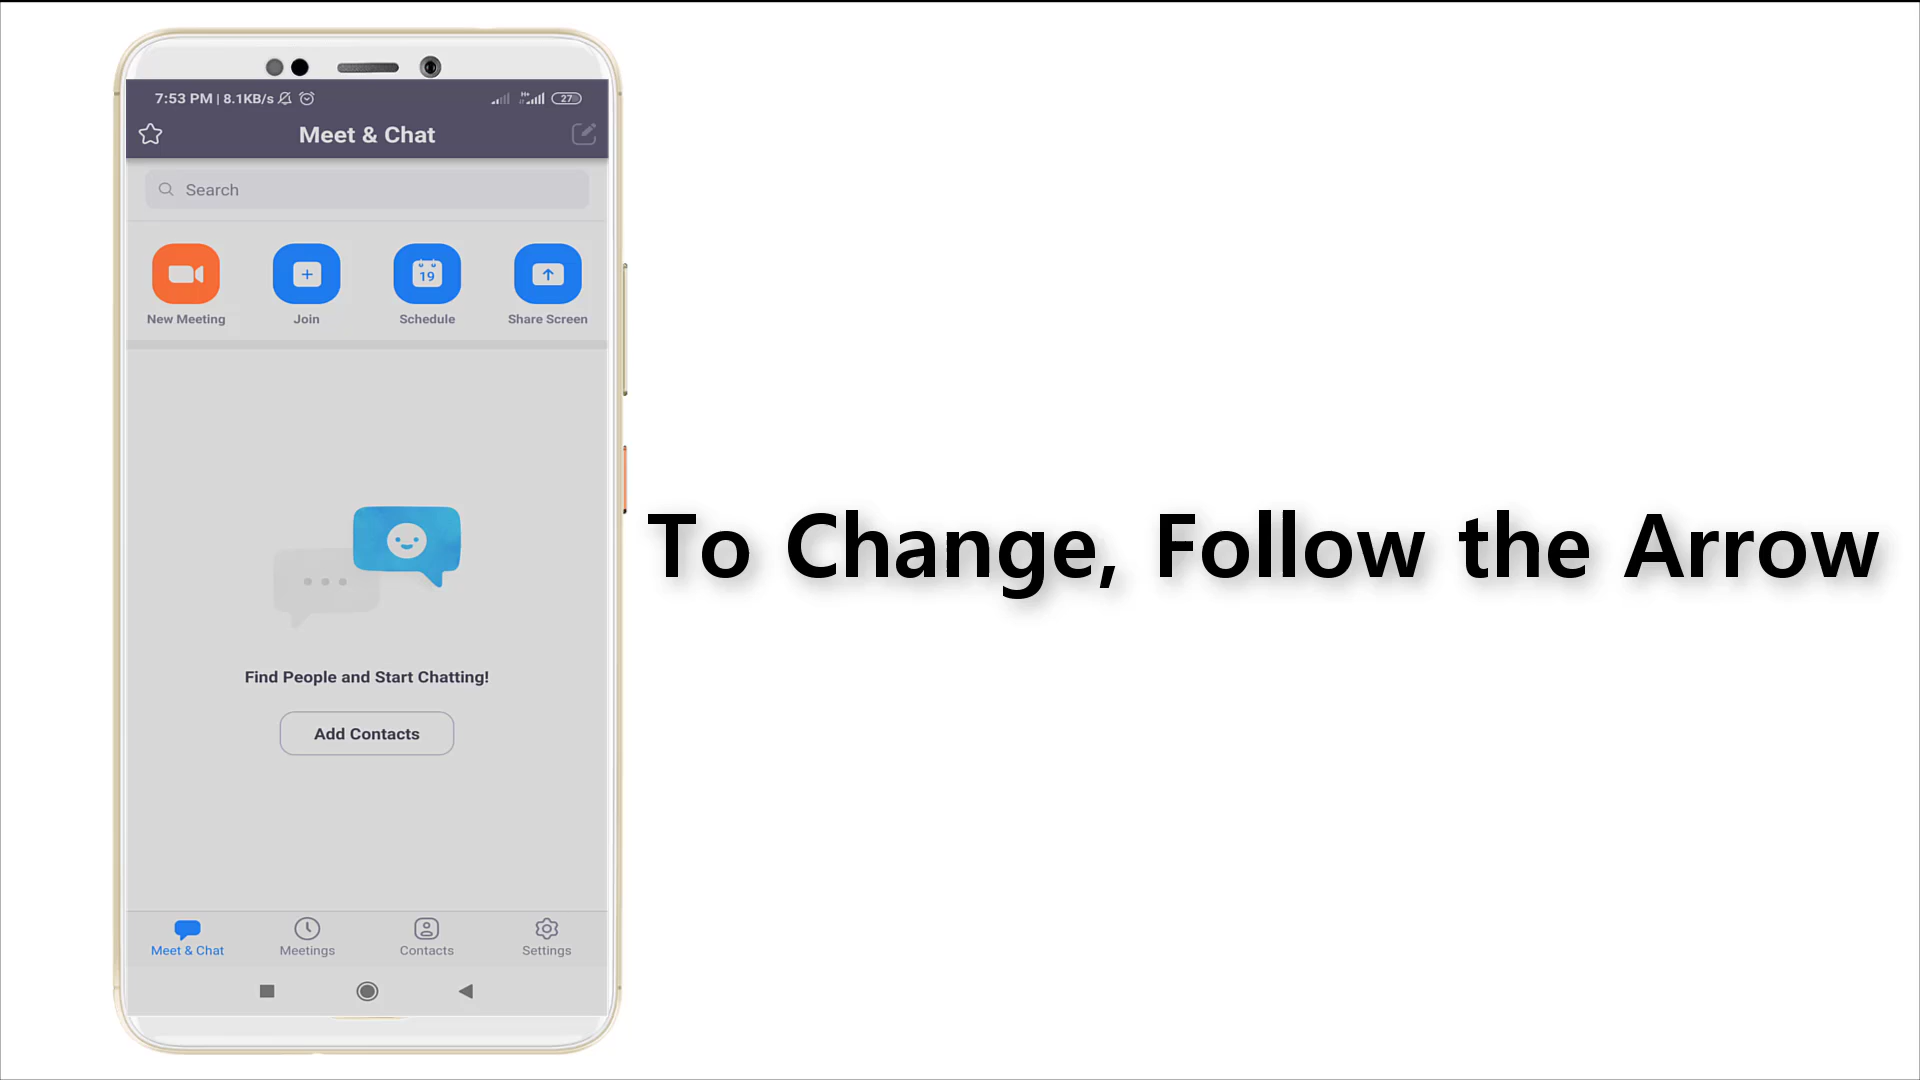 7:53 PM | 8.1KB/s H+ 27
Meet & Chat
Search
19
New Meeting Join Schedule Share Screen
To Change, Follow the Arrow
Find People and Start Chatting!
Add Contacts
Meet & Chat Meetings Contacts Settings